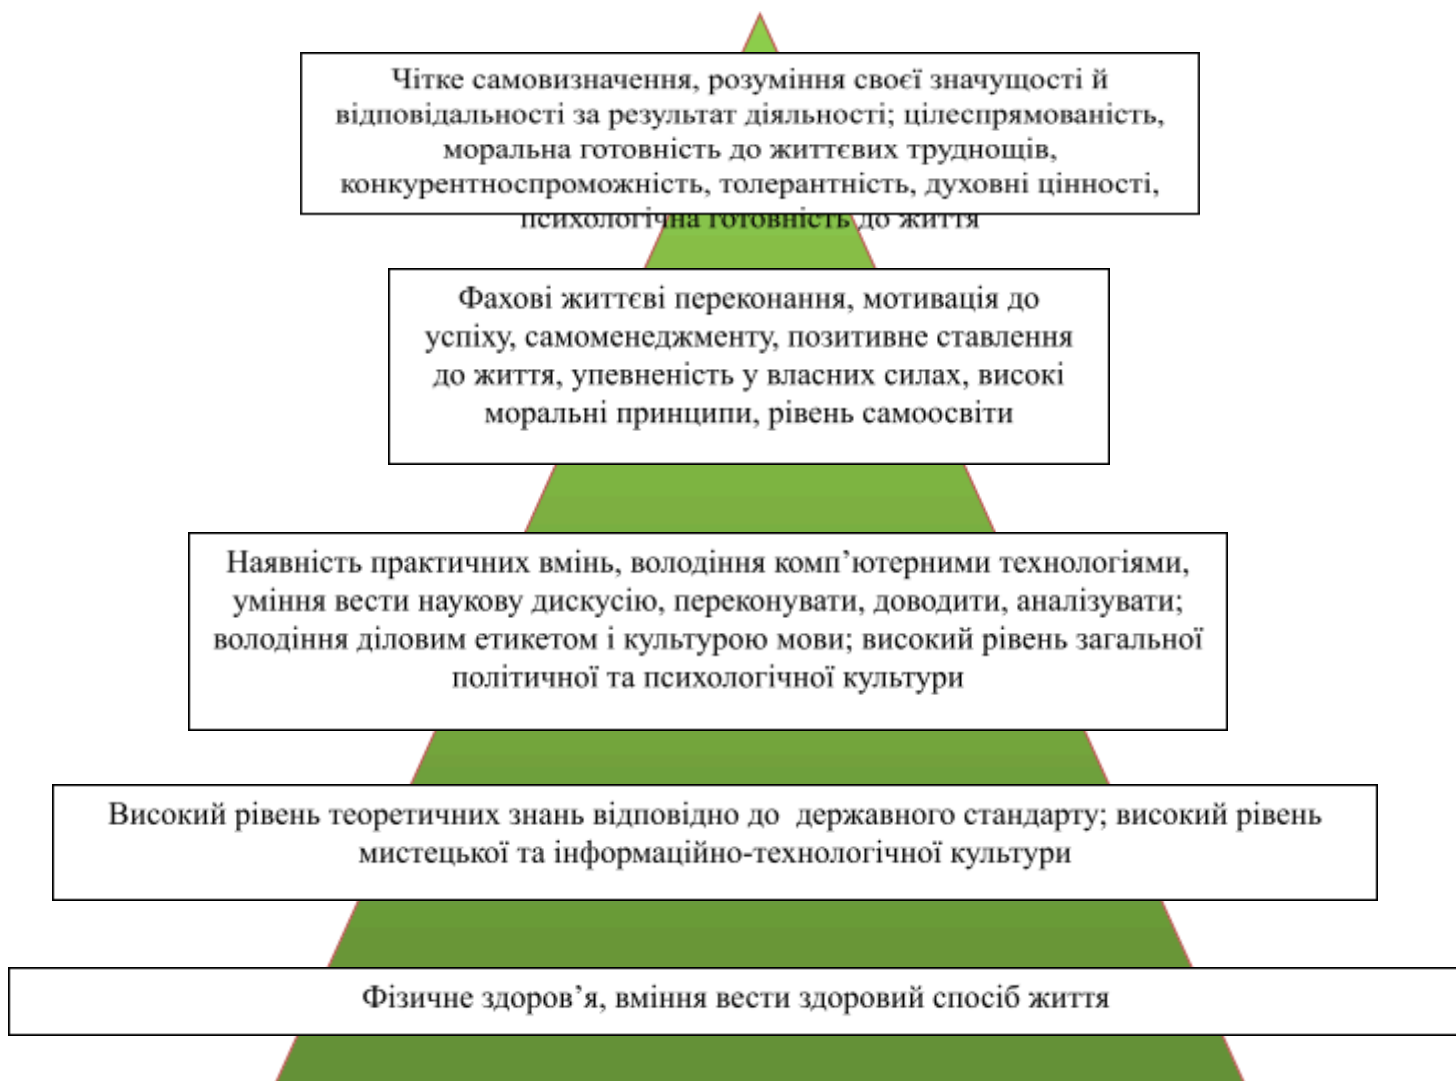 Чітке самовизначення, розуміння своєї значущості й
відповідальності за результат діяльності; цілеспрямованість,
моральна готовність до життєвих труднощів,
конкурентноспроможність, толерантність, духовні цінності,
психологічна готовність до життя
Фахові життєві переконання, мотивація до
успіху, самоменеджменту, позитивне ставлення
до життя, упевненість у власних силах, високі
моральні принципи, рівень самоосвіти
Наявність практичних вмінь, володіння комп’ютерними технологіями,
уміння вести наукову дискусію, переконувати, доводити, аналізувати;
володіння діловим етикетом і культурою мови; високий рівень загальної
політичної та психологічної культури
Високий рівень теоретичних знань відповідно до державного стандарту; високий рівень
мистецької та інформаційно-технологічної культури
Фізичне здоров’я, вміння вести здоровий спосіб життя